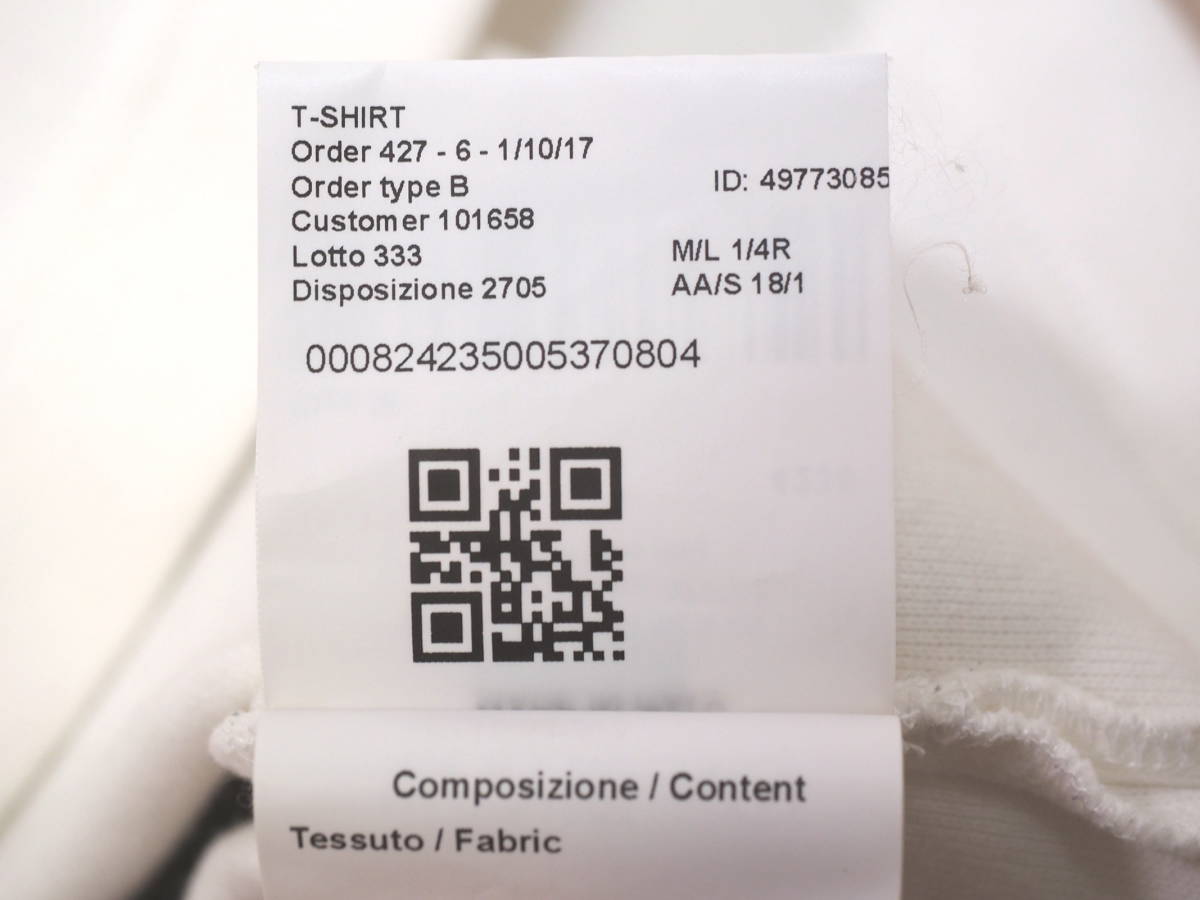 T-SHIRT
Order 427 - 6 - 1/10/17
Order type B
ID: 49773085
Customer 101658
Lotto 333
M/L 1/4R
Disposizione 2705
AA/S 18/1
000824235005370804
Composizione / Content
Tessuto / Fabric